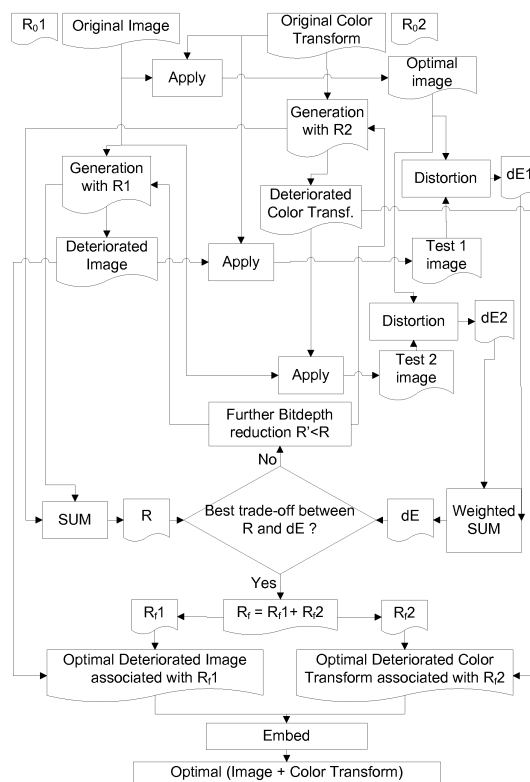 R₀1
Original Image
Original Color
Transform
R₀2
Apply
Optimal
image
Generation
with R2
Generation
with R1
Distortion
dE1
Deteriorated
Color Transf.
Deteriorated
Image
Apply
Test 1
image
Distortion
dE2
Apply
Test 2
image
Further Bitdepth
reduction R'<R
No
SUM
R
Best trade-off between
R and dE ?
dE
Weighted
SUM
Yes
R_f1
R_f = R_f1+ R_f2
R_f2
Optimal Deteriorated Image
associated with R_f1
Optimal Deteriorated Color
Transform associated with R_f2
Embed
Optimal (Image + Color Transform)